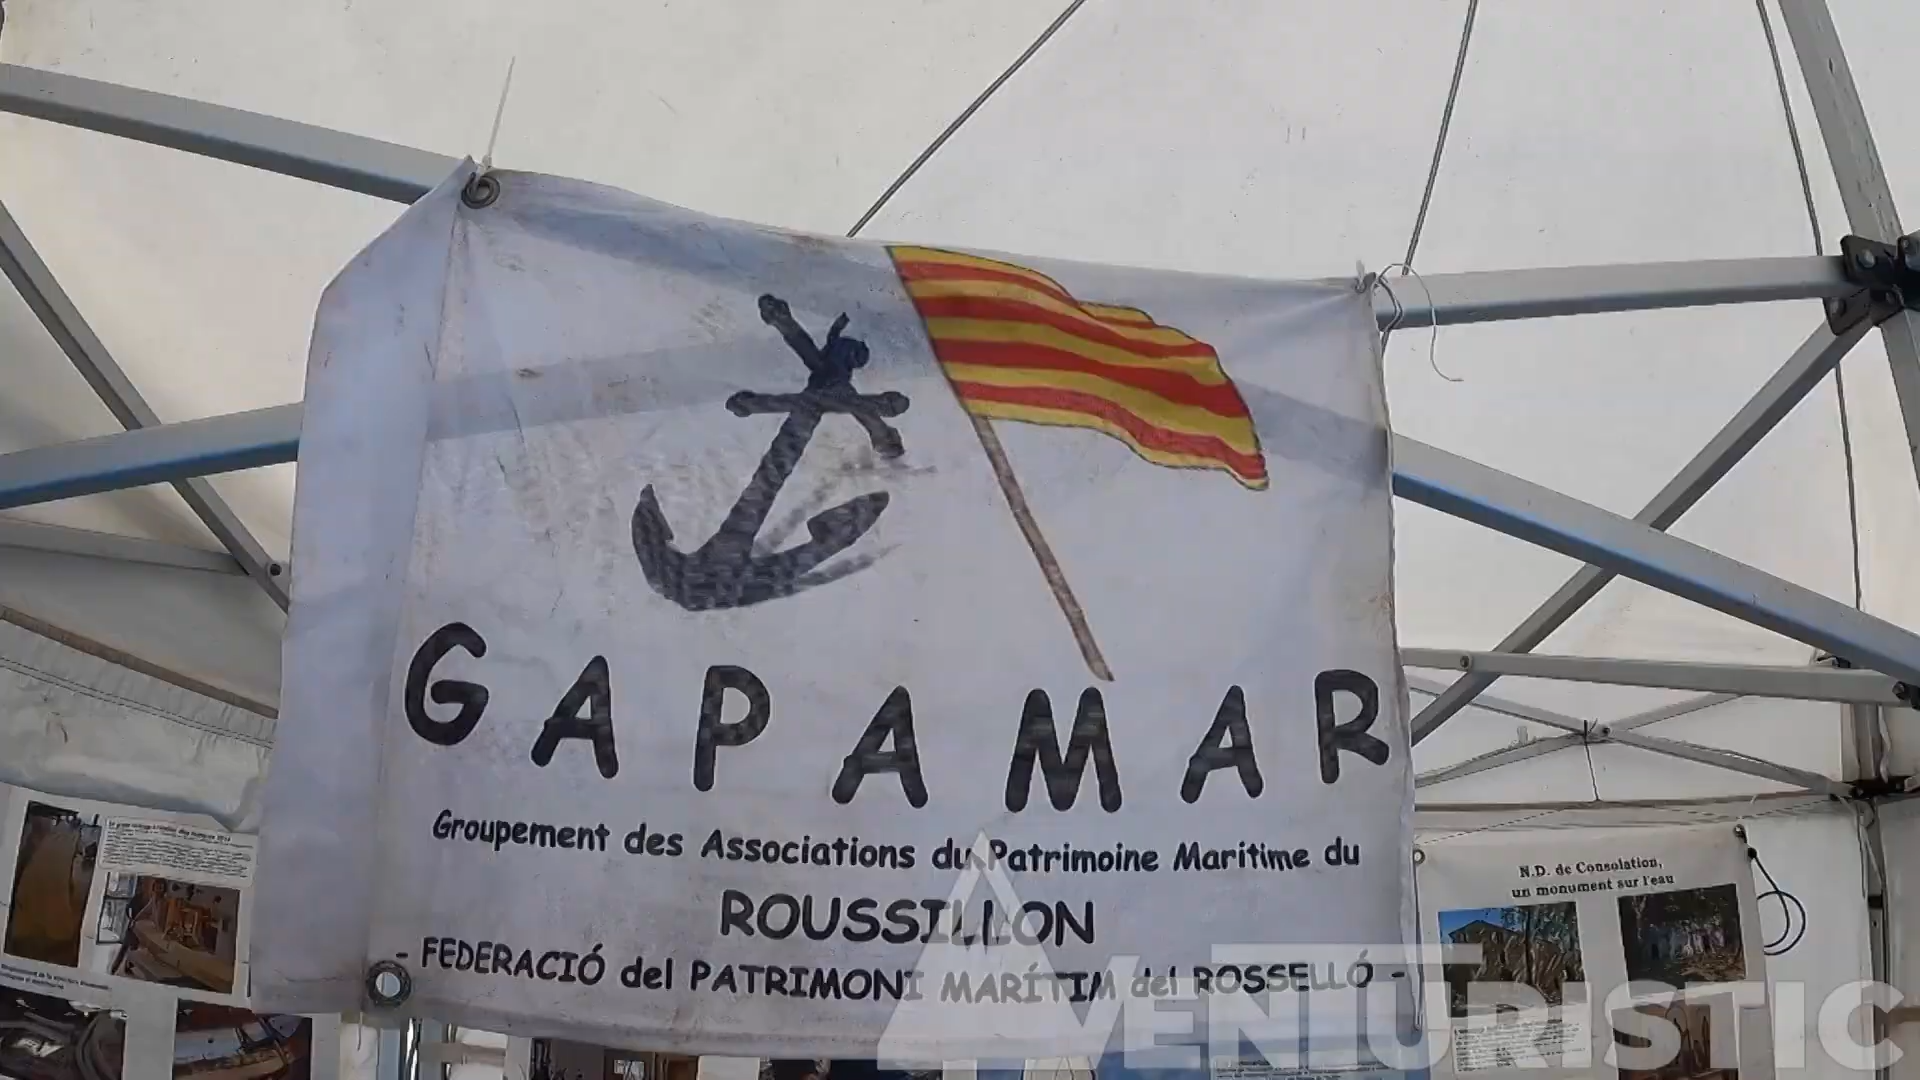 GAPAMAR
Groupement des Associations du Patrimoine Maritime du
ROUSSILLON
- FEDERACIÓ del PATRIMONI MARÍTIM del ROSSELLÓ -
N.D. de Consolation,
un monument sur l'eau
AVENTURISTIC